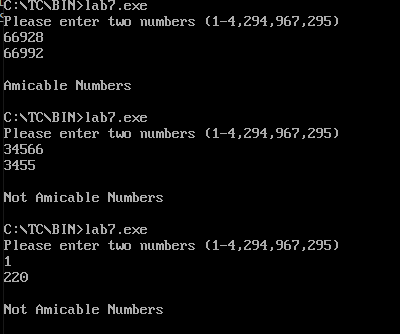 C:\TC\BIN>lab7.exe
Please enter two numbers (1-4,294,967,295)
66928
66992
Amicable Numbers
C:\TC\BIN>lab7.exe
Please enter two numbers (1-4,294,967,295)
34566
3455
Not Amicable Numbers
C:\TC\BIN>lab7.exe
Please enter two numbers (1-4,294,967,295)
1
220
Not Amicable Numbers